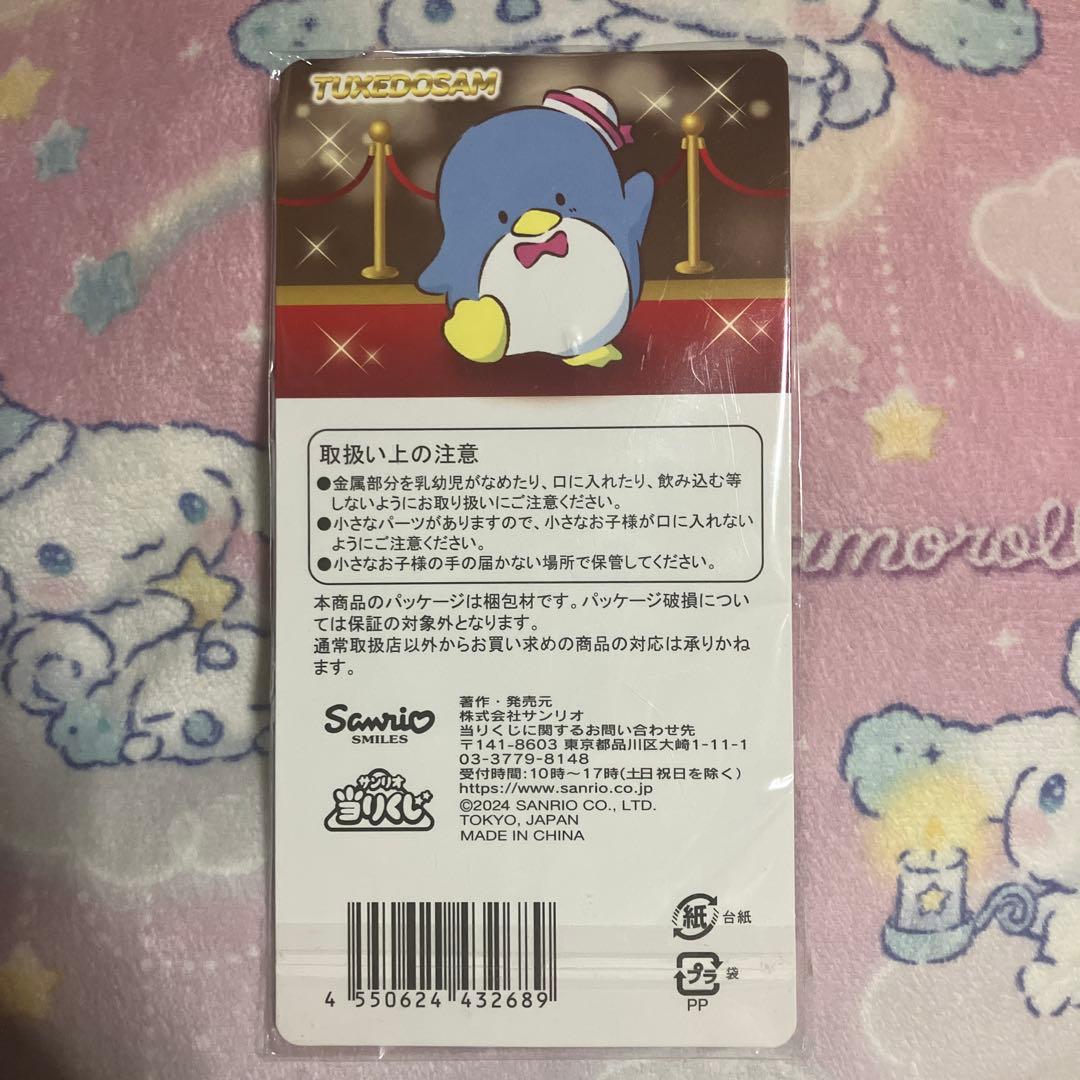 TUXEDOSAM
取扱い上の注意
●金属部分を乳幼児がなめたり、口に入れたり、飲み込む等
しないようにお取り扱いにご注意ください。
●小さなパーツがありますので、小さなお子様が口に入れない
ようにご注意ください。
●小さなお子様の手の届かない場所で保管してください。
本商品のパッケージは梱包材です。パッケージ破損につい
ては保証の対象外となります。
通常取扱店以外からお買い求めの商品の対応は承りかね
ます。
Sanrio
SMILES
サンリオ
当りくじ
著作・発売元
株式会社サンリオ
当りくじに関するお問い合わせ先
〒141-8603 東京都品川区大崎1-11-1
03-3779-8148
受付時間:10時〜17時(土日祝日を除く)
https://www.sanrio.co.jp
©2024 SANRIO CO., LTD.
TOKYO, JAPAN
MADE IN CHINA
4 550624 432689
紙 台紙
プラ 袋
PP
amoroll